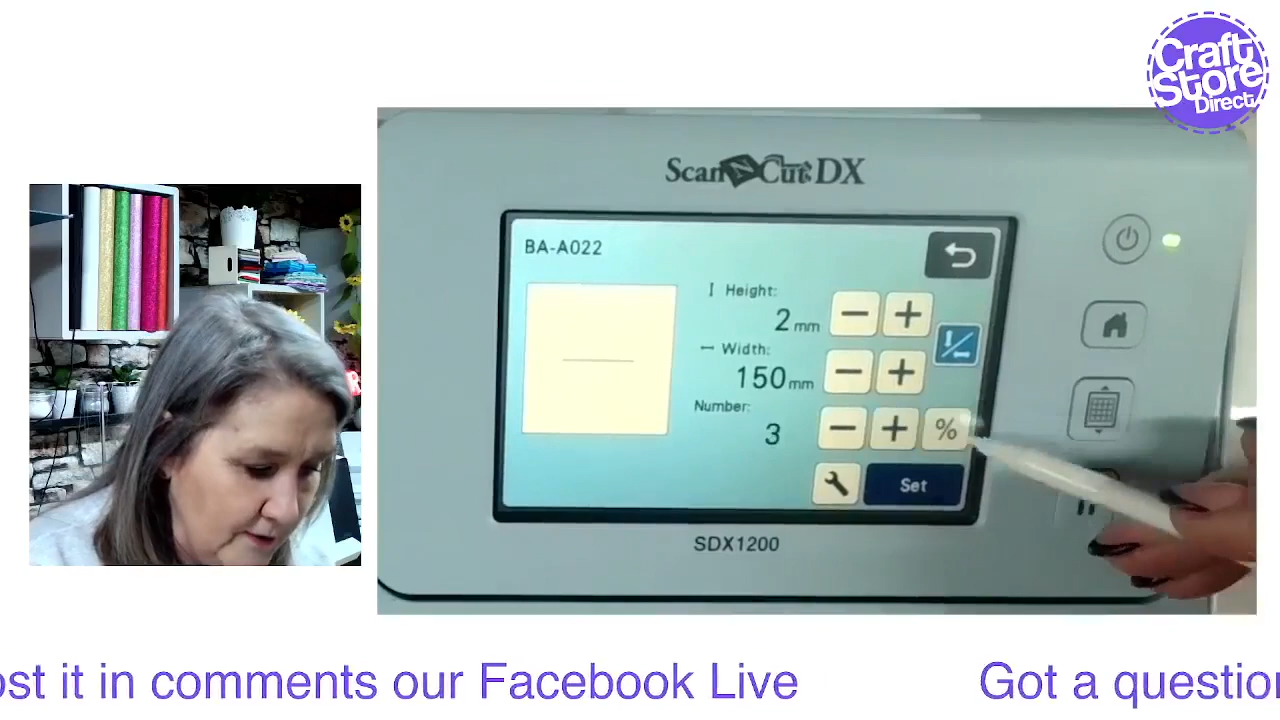 Craft
Store
Direct
ScanNCut DX
BA-A022
Height:
2 mm
Width:
150 mm
Number:
3
%
Set
SDX1200
ost it in comments our Facebook Live
Got a question